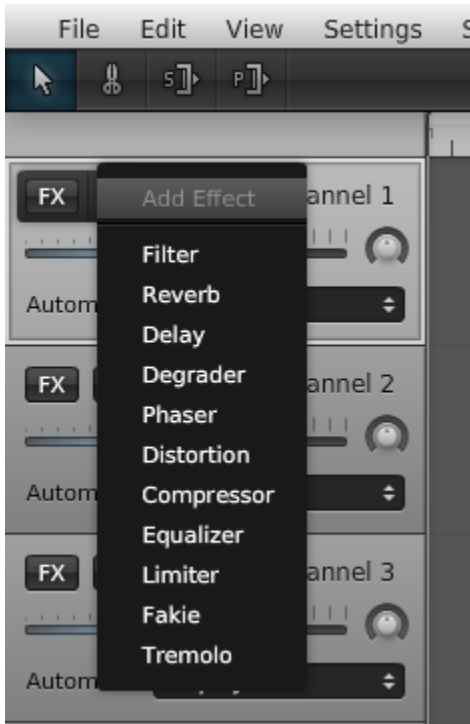 File Edit View Settings S
S P
1
FX annel 1
Add Effect
Filter
Reverb
Autom
Delay
Degrader
FX annel 2
Phaser
Distortion
Autom
Compressor
Equalizer
FX annel 3
Limiter
Fakie
Tremolo
Autom